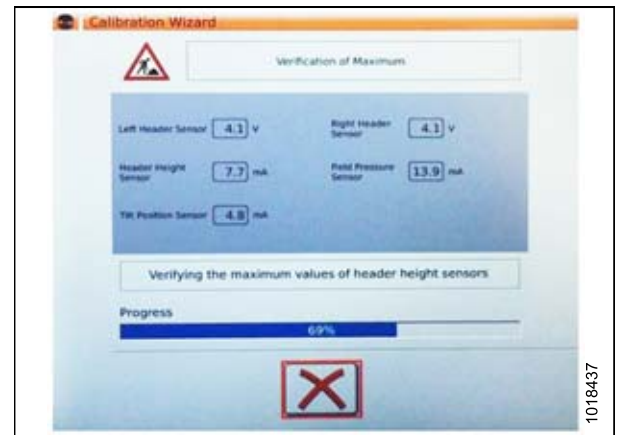 Calibration Wizard
Verification of Maximum
Left Header Sensor 4.1 V
Right Header
Sensor 4.1 V
Header Height
Sensor 7.7 mA
Field Pressure
Sensor 13.9 mA
Tilt Position Sensor 4.8 mA
Verifying the maximum values of header height sensors
Progress
69%
1018437